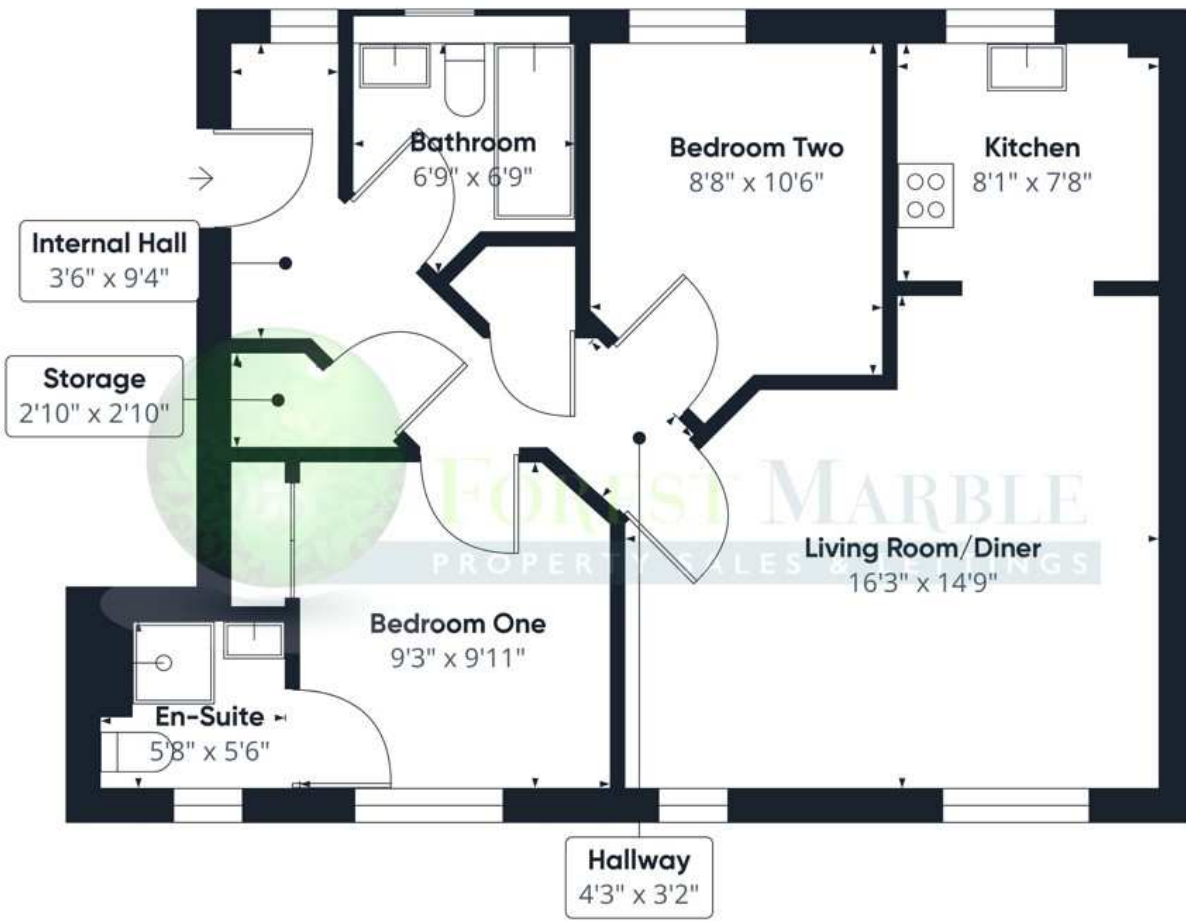 Bathroom
6'9" x 6'9"
Bedroom Two
8'8" x 10'6"
Kitchen
8'1" x 7'8"
Internal Hall
3'6" x 9'4"
Storage
2'10" x 2'10"
FOREST MARBLE
PROPERTY SALES & LETTINGS
Living Room/Diner
16'3" x 14'9"
Bedroom One
9'3" x 9'11"
En-Suite
5'8" x 5'6"
Hallway
4'3" x 3'2"